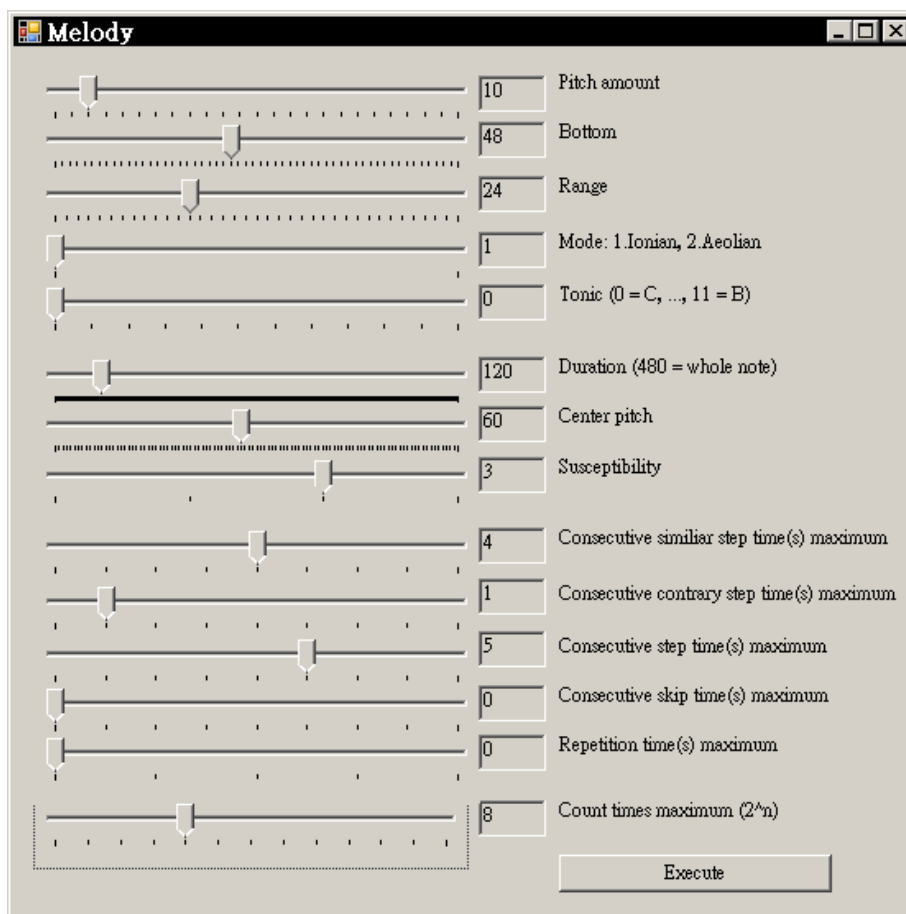 Melody
10 Pitch amount
48 Bottom
24 Range
1 Mode: 1.Ionian, 2.Aeolian
0 Tonic (0 = C, ..., 11 = B)
120 Duration (480 = whole note)
60 Center pitch
3 Susceptibility
4 Consecutive similiar step time(s) maximum
1 Consecutive contrary step time(s) maximum
5 Consecutive step time(s) maximum
0 Consecutive skip time(s) maximum
0 Repetition time(s) maximum
8 Count times maximum (2^n)
Execute